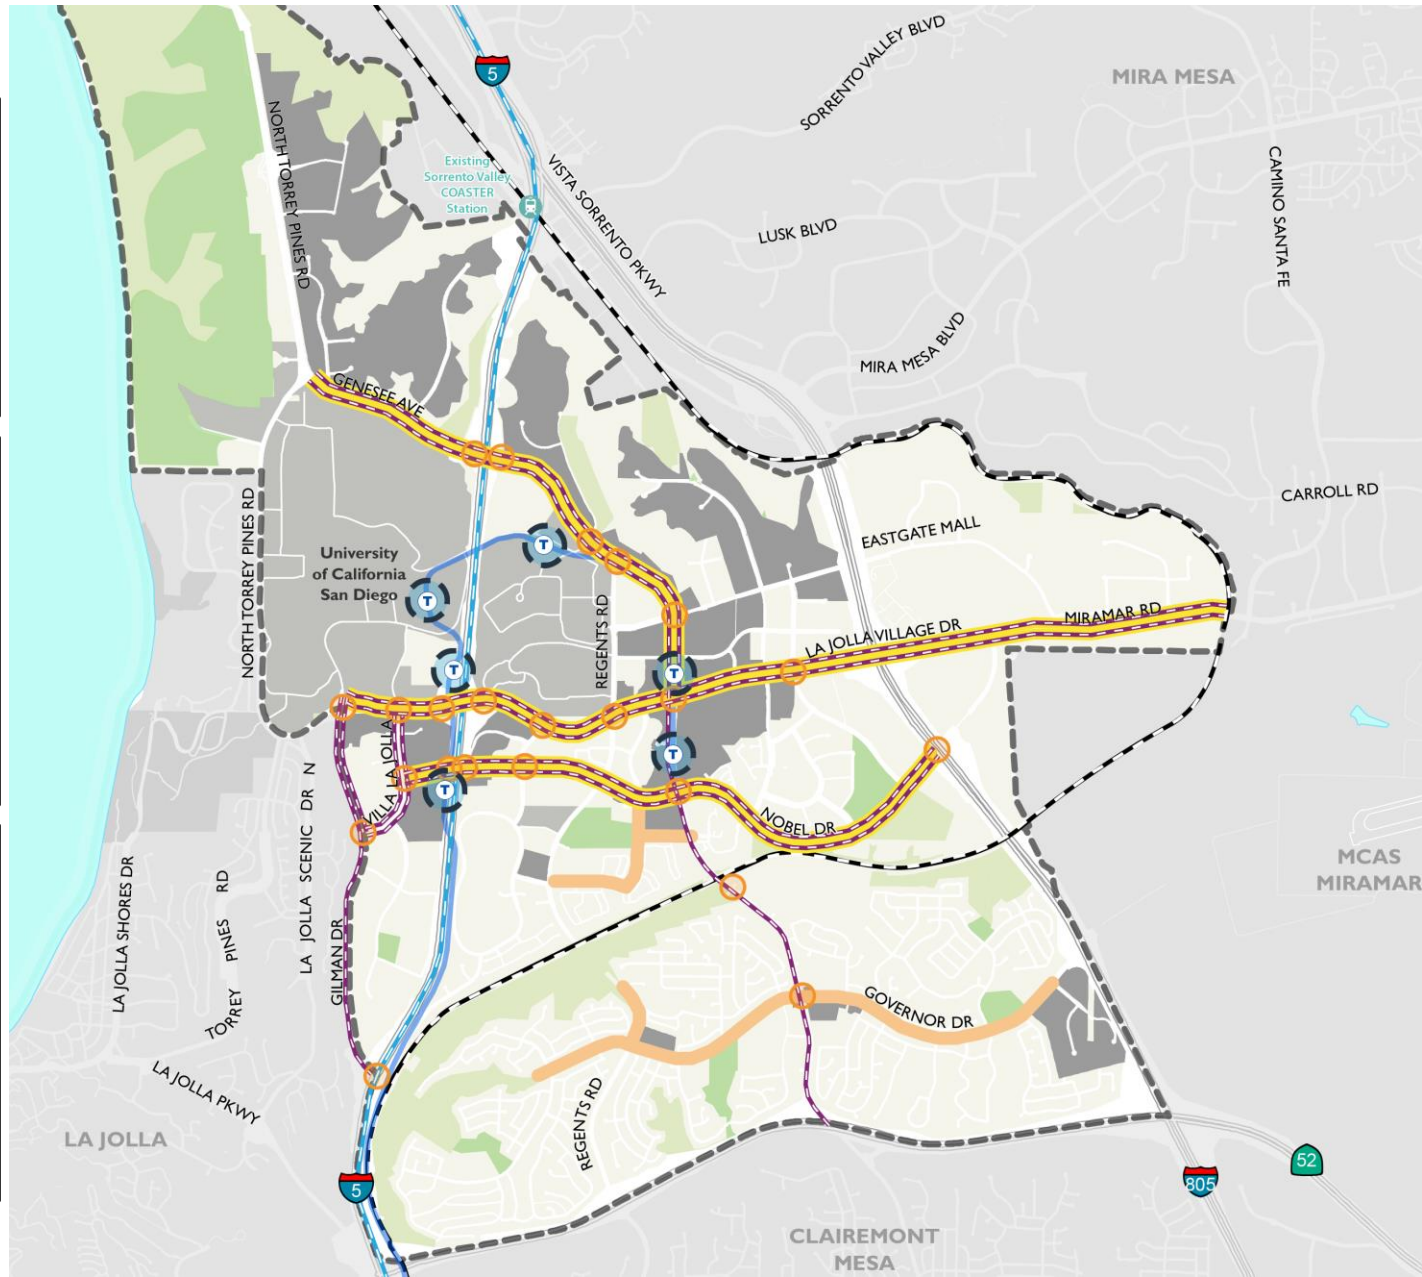 5
SORRENTO VALLEY BLVD
MIRA MESA
NORTH TORREY PINES RD
Existing
Sorrento Valley
COASTER
Station
VISTA SORRENTO PKWY
CAMINO SANTA FE
LUSK BLVD
MIRA MESA BLVD
GENESEE AVE
CARROLL RD
NORTH TORREY PINES RD
EASTGATE MALL
University
of California
San Diego
T
T
REGENTS RD
MIRAMAR RD
LA JOLLA VILLAGE DR
T
T
VILLA LA JOLLA
T
T
NOBEL DR
LA JOLLA SCENIC DR N
MCAS
MIRAMAR
LA JOLLA SHORES DR
TORREY PINES RD
GILMAN DR
GOVERNOR DR
LA JOLLA PKWY
REGENTS RD
LA JOLLA
52
5
805
CLAIREMONT
MESA